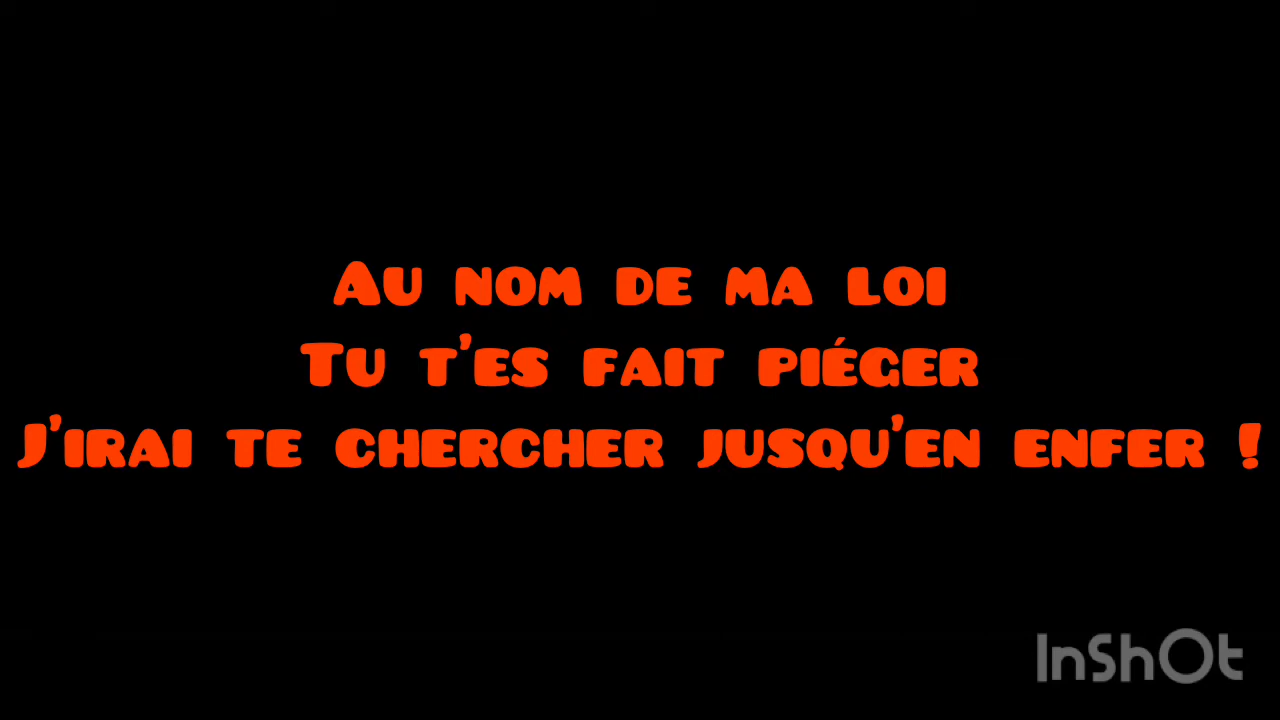 Au nom de ma loi
Tu t'es fait piéger
J'irai te chercher jusqu'en enfer !
InShOt